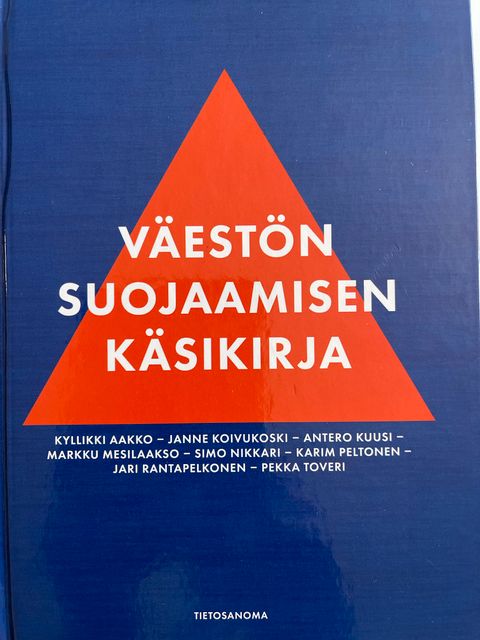 VÄESTÖN
SUOJAAMISEN
KÄSIKIRJA
KYLLIKKI AAKKO – JANNE KOIVUKOSKI – ANTERO KUUSI –
MARKKU MESILAAKSO – SIMO NIKKARI – KARIM PELTONEN –
JARI RANTAPELKONEN – PEKKA TOVERI
TIETOSANOMA